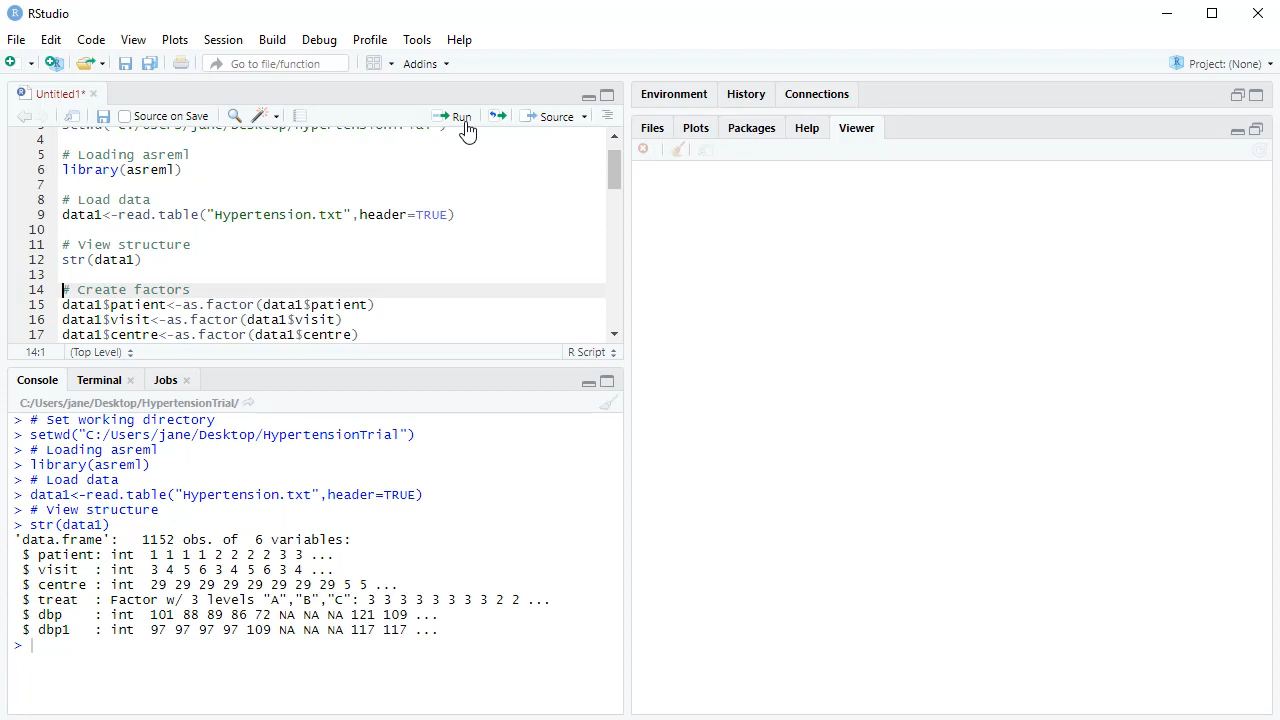 RStudio
File Edit Code View Plots Session Build Debug Profile Tools Help
Go to file/function Addins Project: (None)
Untitled1*
Source on Save Run Source
3
4
5 # Loading asreml
6 library(asreml)
7
8 # Load data
9 data1<-read.table("Hypertension.txt",header=TRUE)
10
11 # View structure
12 str(data1)
13
14 # Create factors
15 data1$patient<-as.factor(data1$patient)
16 data1$visit<-as.factor(data1$visit)
17 data1$centre<-as.factor(data1$centre)
14:1 (Top Level) R Script
Console Terminal Jobs
C:/Users/jane/Desktop/HypertensionTrial/
> # Set working directory
> setwd("C:/Users/jane/Desktop/HypertensionTrial")
> # Loading asreml
> library(asreml)
> # Load data
> data1<-read.table("Hypertension.txt",header=TRUE)
> # View structure
> str(data1)
'data.frame': 1152 obs. of 6 variables:
$ patient: int 1 1 1 1 2 2 2 2 3 3 ...
$ visit : int 3 4 5 6 3 4 5 6 3 4 ...
$ centre : int 29 29 29 29 29 29 29 29 5 5 ...
$ treat : Factor w/ 3 levels "A","B","C": 3 3 3 3 3 3 3 3 2 2 ...
$ dbp : int 101 88 89 86 72 NA NA NA 121 109 ...
$ dbp1 : int 97 97 97 97 109 NA NA NA 117 117 ...
>
Environment History Connections
Files Plots Packages Help Viewer